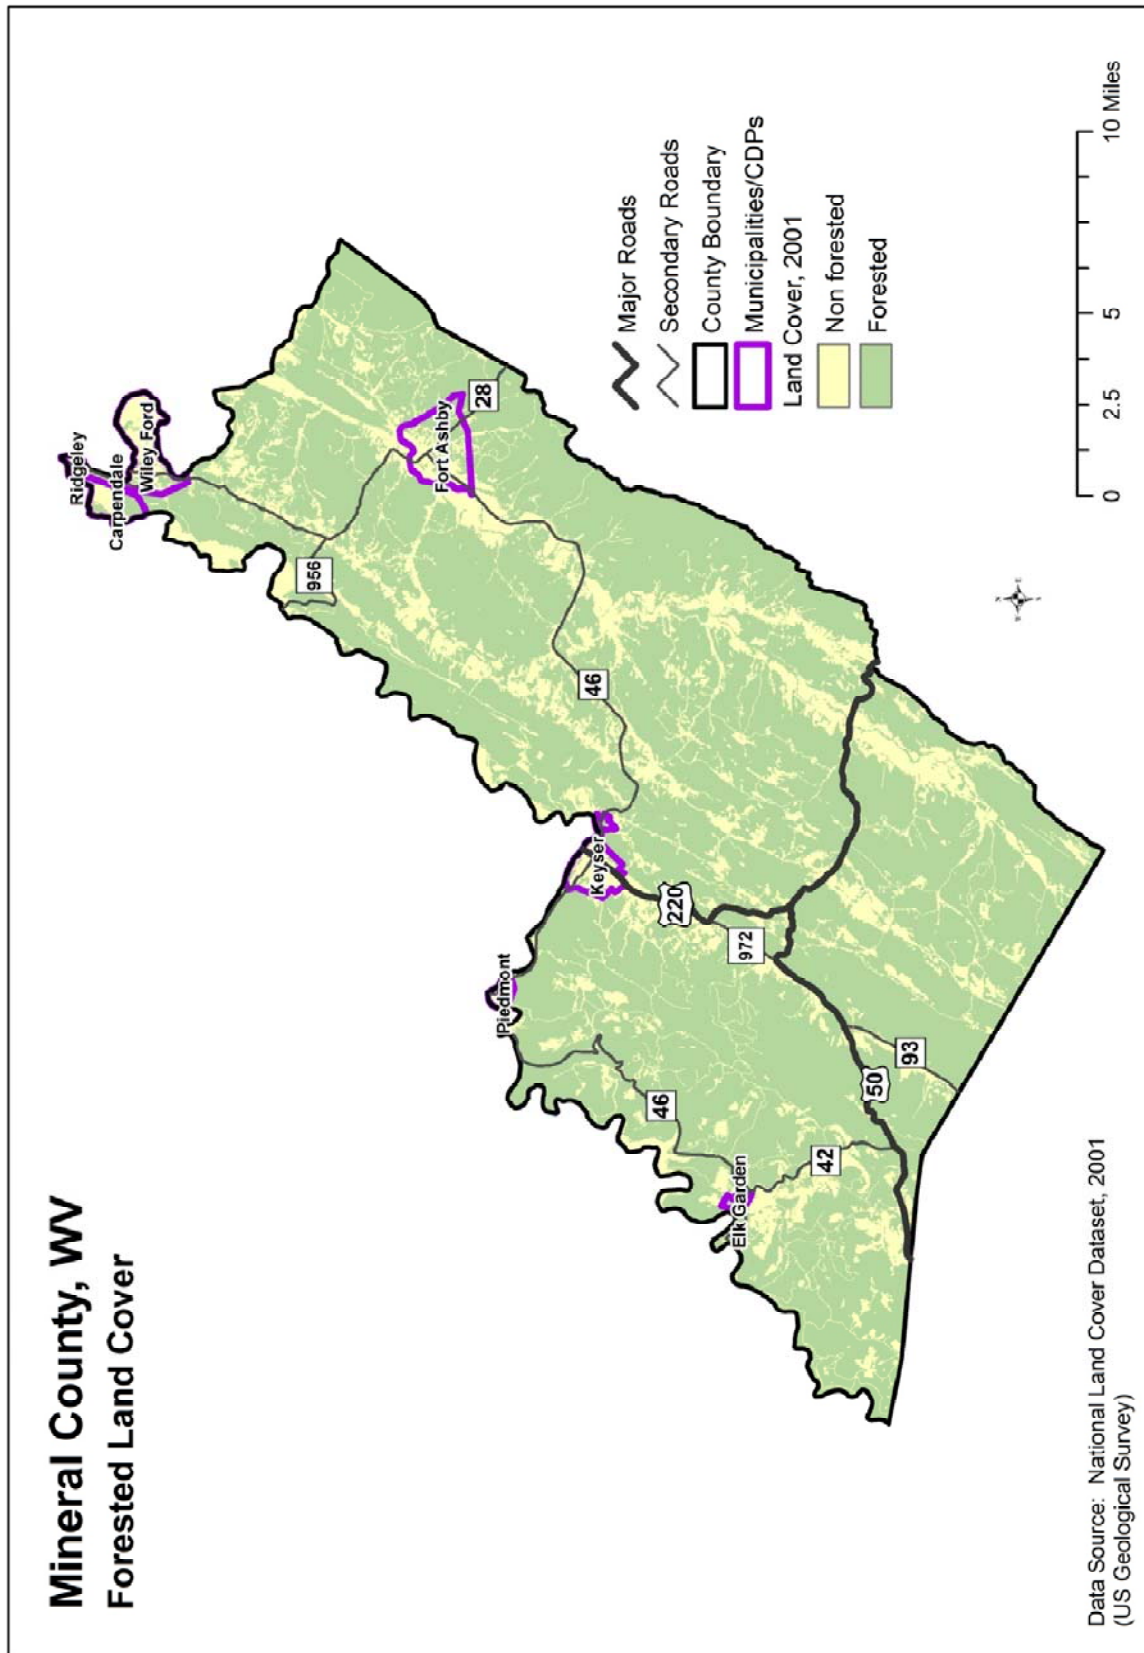 Mineral County, WV
Forested Land Cover
Ridgeley
Carpendale
Wiley Ford
956
Fort Ashby
28
46
Keyser
Piedmont
220
972
46
Elk Garden
42
50
93
Major Roads
Secondary Roads
County Boundary
Municipalities/CDPs
Land Cover, 2001
Non forested
Forested
0 2.5 5 10 Miles
Data Source: National Land Cover Dataset, 2001
(US Geological Survey)